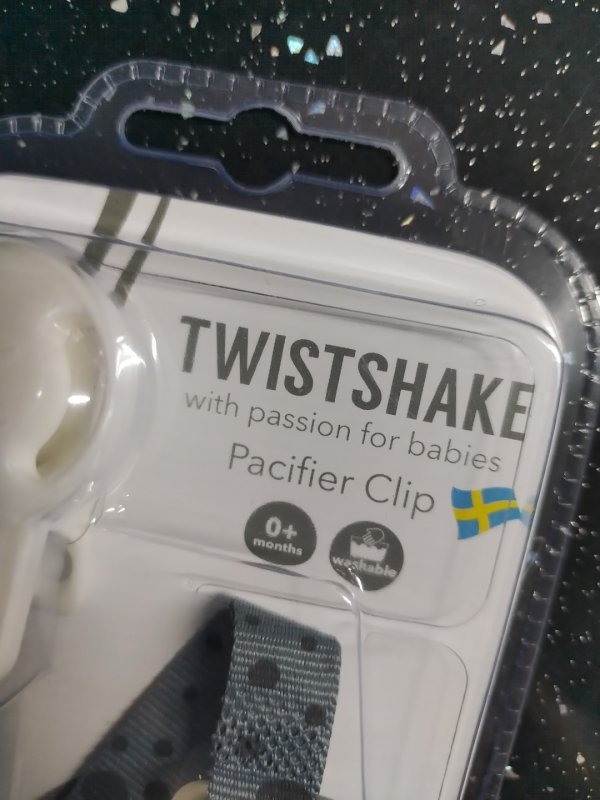 TWISTSHAKE
with passion for babies
Pacifier Clip
0+
months
washable